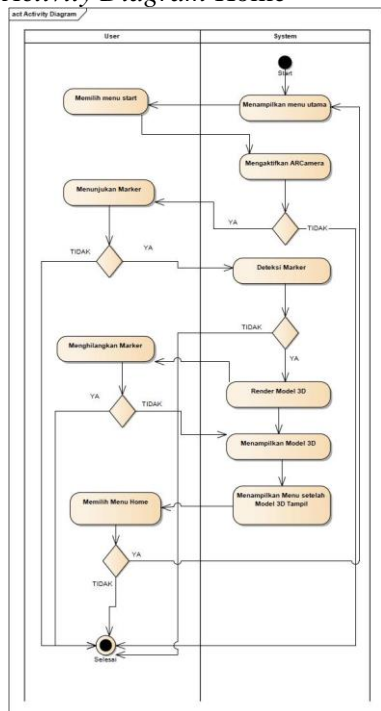 Activity Diagram Home
act Activity Diagram
User
System
Start
Memilih menu start
Menampilkan menu utama
Mengaktifkan ARCamera
Menunjukan Marker
YA
TIDAK
TIDAK
YA
Deteksi Marker
TIDAK
Menghilangkan Marker
YA
Render Model 3D
YA
TIDAK
Menampilkan Model 3D
Memilih Menu Home
Menampilkan Menu setelah
Model 3D Tampil
YA
TIDAK
Selesai